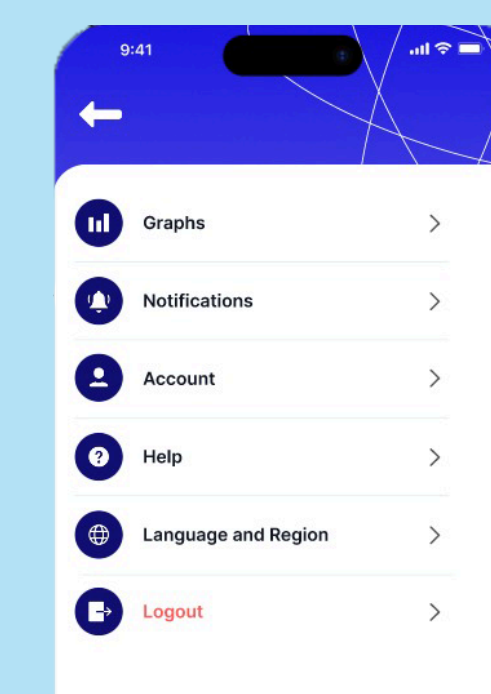 9:41
Graphs
Notifications
Account
Help
Language and Region
Logout